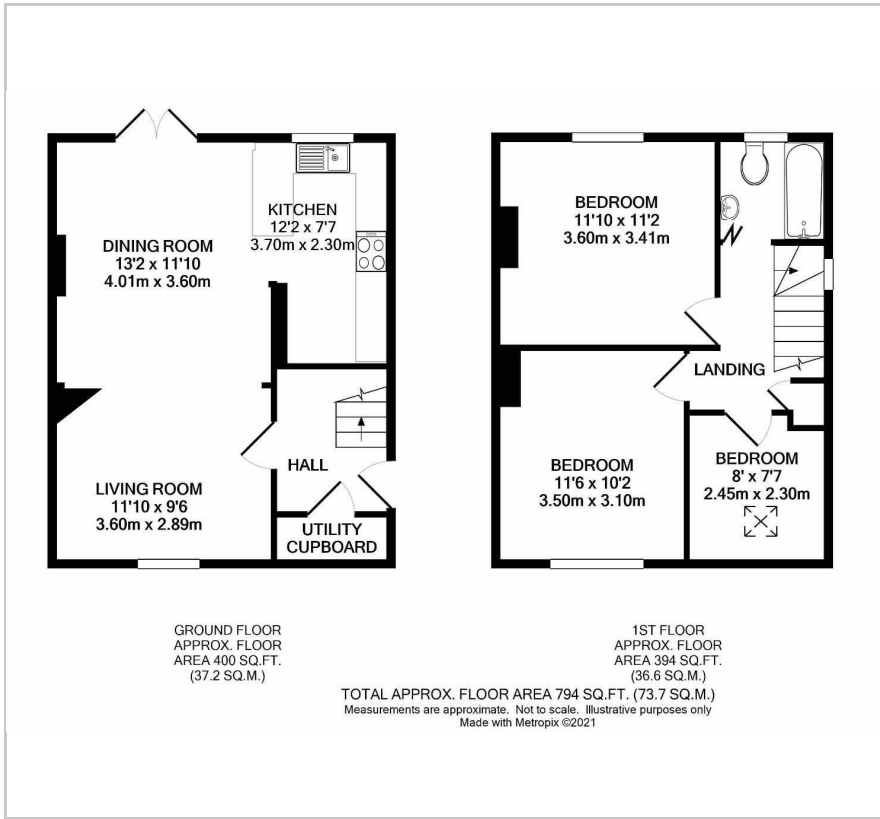 KITCHEN
12'2 x 7'7
3.70m x 2.30m
DINING ROOM
13'2 x 11'10
4.01m x 3.60m
HALL
LIVING ROOM
11'10 x 9'6
3.60m x 2.89m
UTILITY
CUPBOARD
BEDROOM
11'10 x 11'2
3.60m x 3.41m
LANDING
BEDROOM
11'6 x 10'2
3.50m x 3.10m
BEDROOM
8' x 7'7
2.45m x 2.30m
GROUND FLOOR
APPROX. FLOOR
AREA 400 SQ.FT.
(37.2 SQ.M.)
1ST FLOOR
APPROX. FLOOR
AREA 394 SQ.FT.
(36.6 SQ.M.)
TOTAL APPROX. FLOOR AREA 794 SQ.FT. (73.7 SQ.M.)
Measurements are approximate. Not to scale. Illustrative purposes only
Made with Metropix ©2021